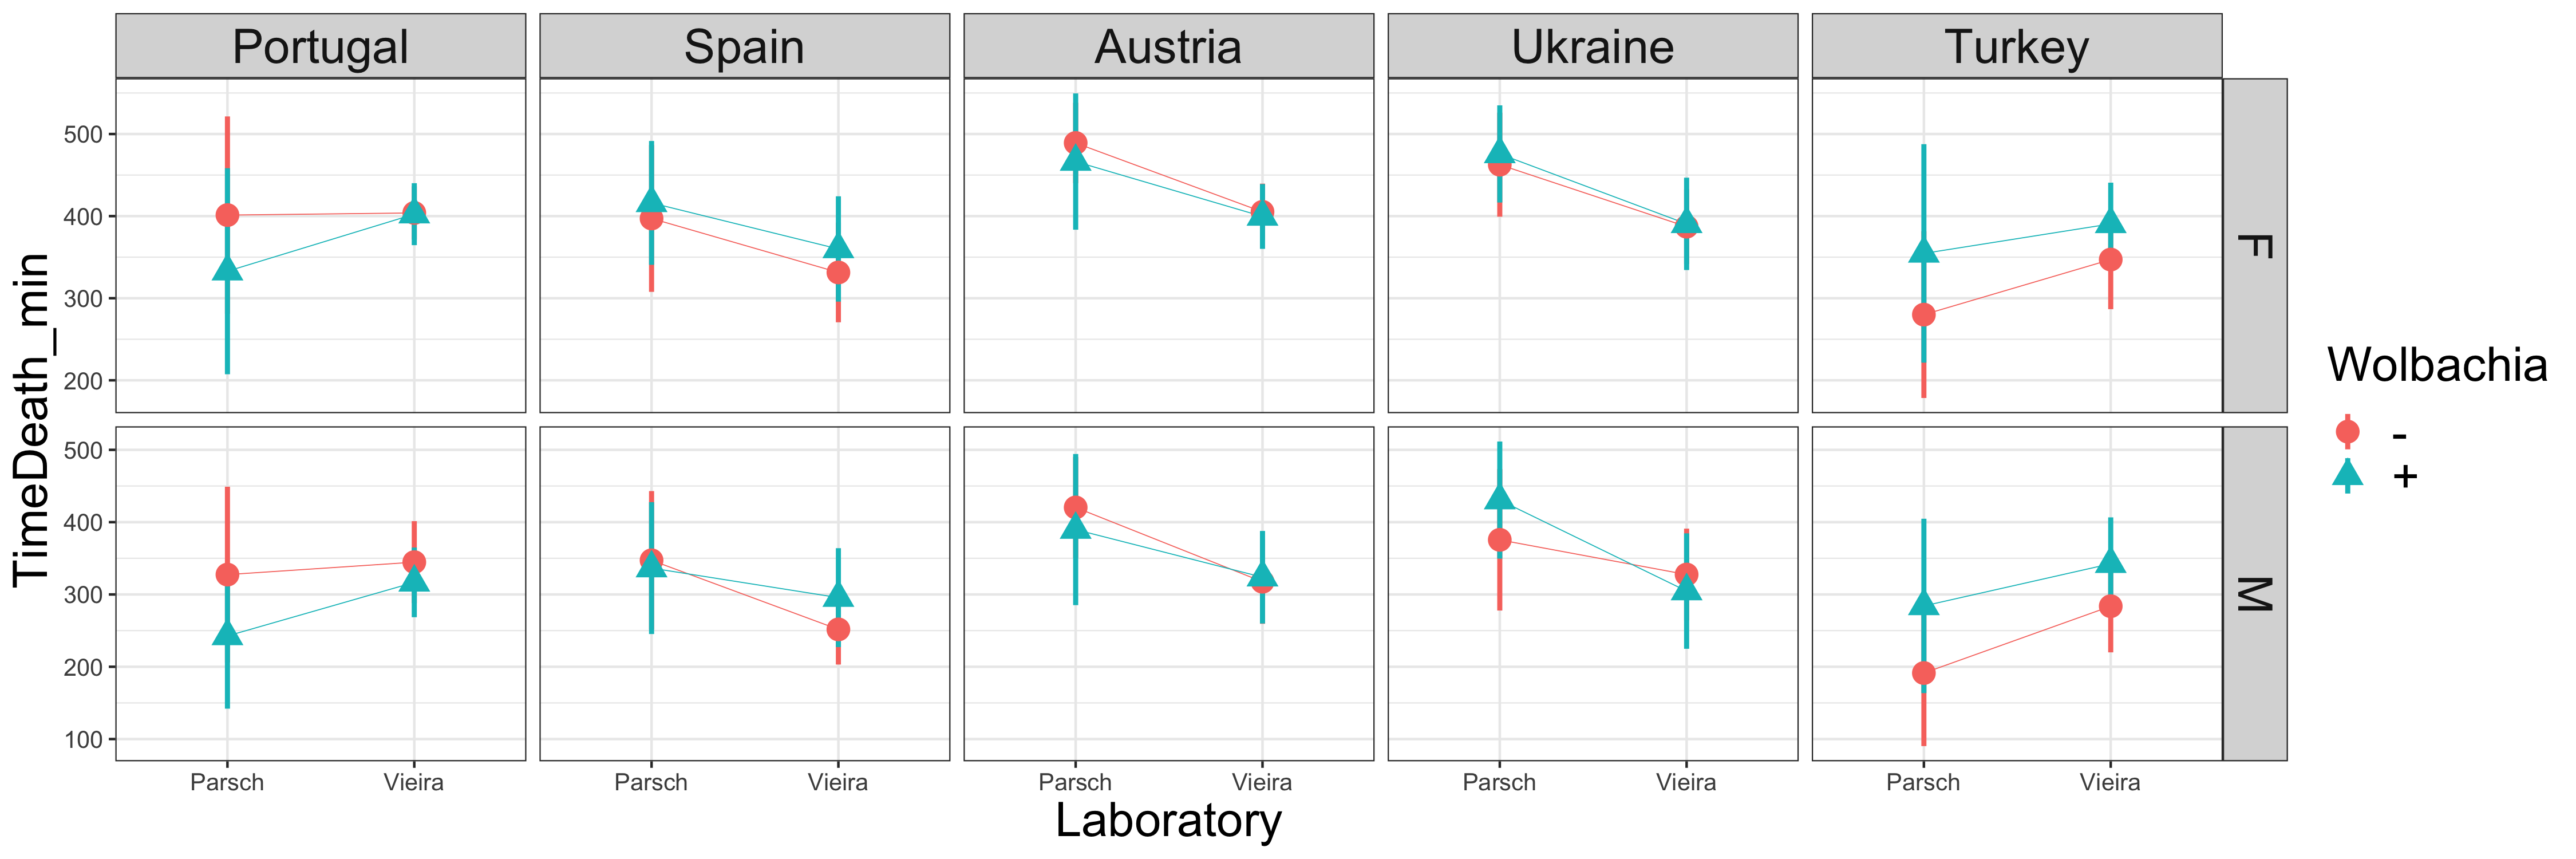 Portugal Spain Austria Ukraine Turkey
TimeDeath_min
500
400
300
200
F
500
400
300
200
100
M
Parsch Vieira Parsch Vieira Parsch Vieira Parsch Vieira Parsch Vieira
Laboratory
Wolbachia
-
+